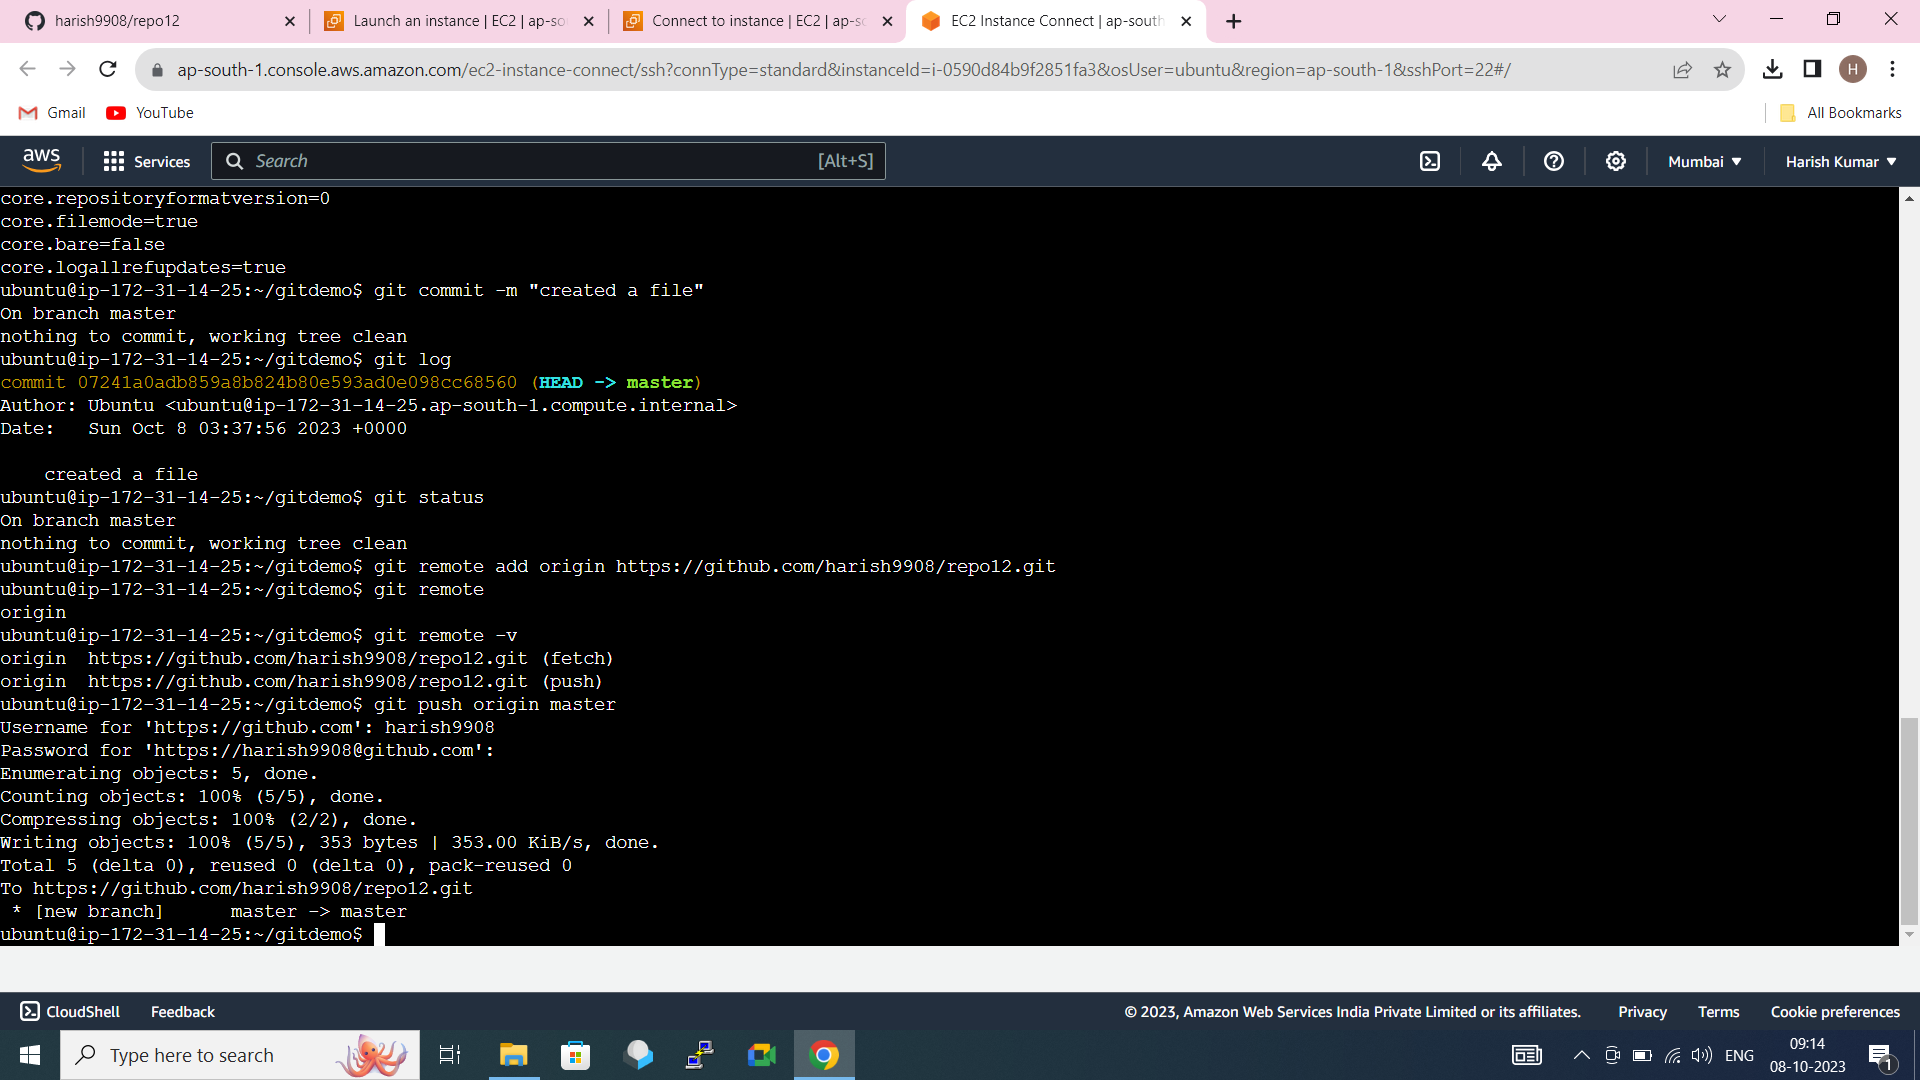 harish9908/repo12
Launch an instance | EC2 | ap-so
Connect to instance | EC2 | ap-so
EC2 Instance Connect | ap-south
ap-south-1.console.aws.amazon.com/ec2-instance-connect/ssh?connType=standard&instanceId=i-0590d84b9f2851fa3&osUser=ubuntu&region=ap-south-1&sshPort=22#/
H
Gmail
YouTube
All Bookmarks
aws
Services
Search
[Alt+S]
Mumbai
Harish Kumar
core.repositoryformatversion=0
core.filemode=true
core.bare=false
core.logallrefupdates=true
ubuntu@ip-172-31-14-25:~/gitdemo$ git commit -m "created a file"
On branch master
nothing to commit, working tree clean
ubuntu@ip-172-31-14-25:~/gitdemo$ git log
commit 07241a0adb859a8b824b80e593ad0e098cc68560 (HEAD -> master)
Author: Ubuntu <ubuntu@ip-172-31-14-25.ap-south-1.compute.internal>
Date:   Sun Oct 8 03:37:56 2023 +0000
    created a file
ubuntu@ip-172-31-14-25:~/gitdemo$ git status
On branch master
nothing to commit, working tree clean
ubuntu@ip-172-31-14-25:~/gitdemo$ git remote add origin https://github.com/harish9908/repo12.git
ubuntu@ip-172-31-14-25:~/gitdemo$ git remote
origin
ubuntu@ip-172-31-14-25:~/gitdemo$ git remote -v
origin  https://github.com/harish9908/repo12.git (fetch)
origin  https://github.com/harish9908/repo12.git (push)
ubuntu@ip-172-31-14-25:~/gitdemo$ git push origin master
Username for 'https://github.com': harish9908
Password for 'https://harish9908@github.com':
Enumerating objects: 5, done.
Counting objects: 100% (5/5), done.
Compressing objects: 100% (2/2), done.
Writing objects: 100% (5/5), 353 bytes | 353.00 KiB/s, done.
Total 5 (delta 0), reused 0 (delta 0), pack-reused 0
To https://github.com/harish9908/repo12.git
 * [new branch]      master -> master
ubuntu@ip-172-31-14-25:~/gitdemo$
CloudShell
Feedback
© 2023, Amazon Web Services India Private Limited or its affiliates.
Privacy
Terms
Cookie preferences
Type here to search
ENG
09:14
08-10-2023
1